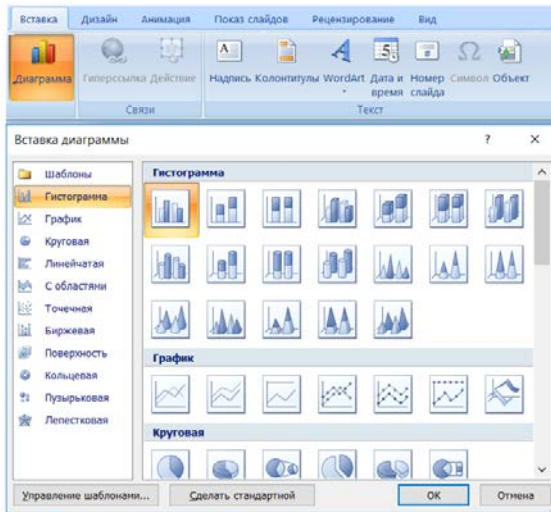 Вставка Дизайн Анимация Показ слайдов Рецензирование Вид
Диаграмма Гиперссылка Действие Надпись Колонтитулы WordArt Дата и время Номер слайда Символ Объект
Связи Текст
Вставка диаграммы ? ×
Шаблоны
Гистограмма
График
Круговая
Линейчатая
С областями
Точечная
Биржевая
Поверхность
Кольцевая
Пузырьковая
Лепестковая
Гистограмма
График
Круговая
Управление шаблонами... Сделать стандартной ОК Отмена